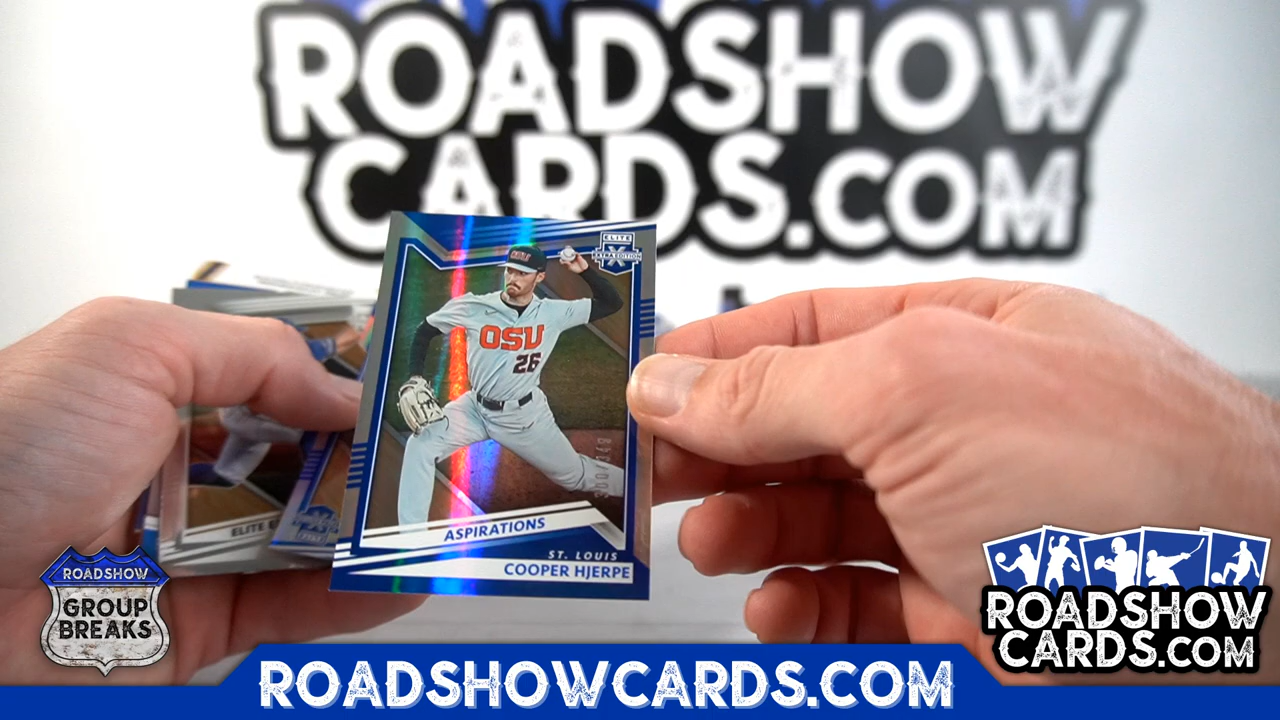 ROADSHOW
CARDS.COM
ELITE
X
EXTRA EDITION
OSU
26
ASPIRATIONS
ST. LOUIS
COOPER HJERPE
ELITE
ROADSHOW
GROUP
BREAKS
ROADSHOW
CARDS.COM
ROADSHOWCARDS.COM